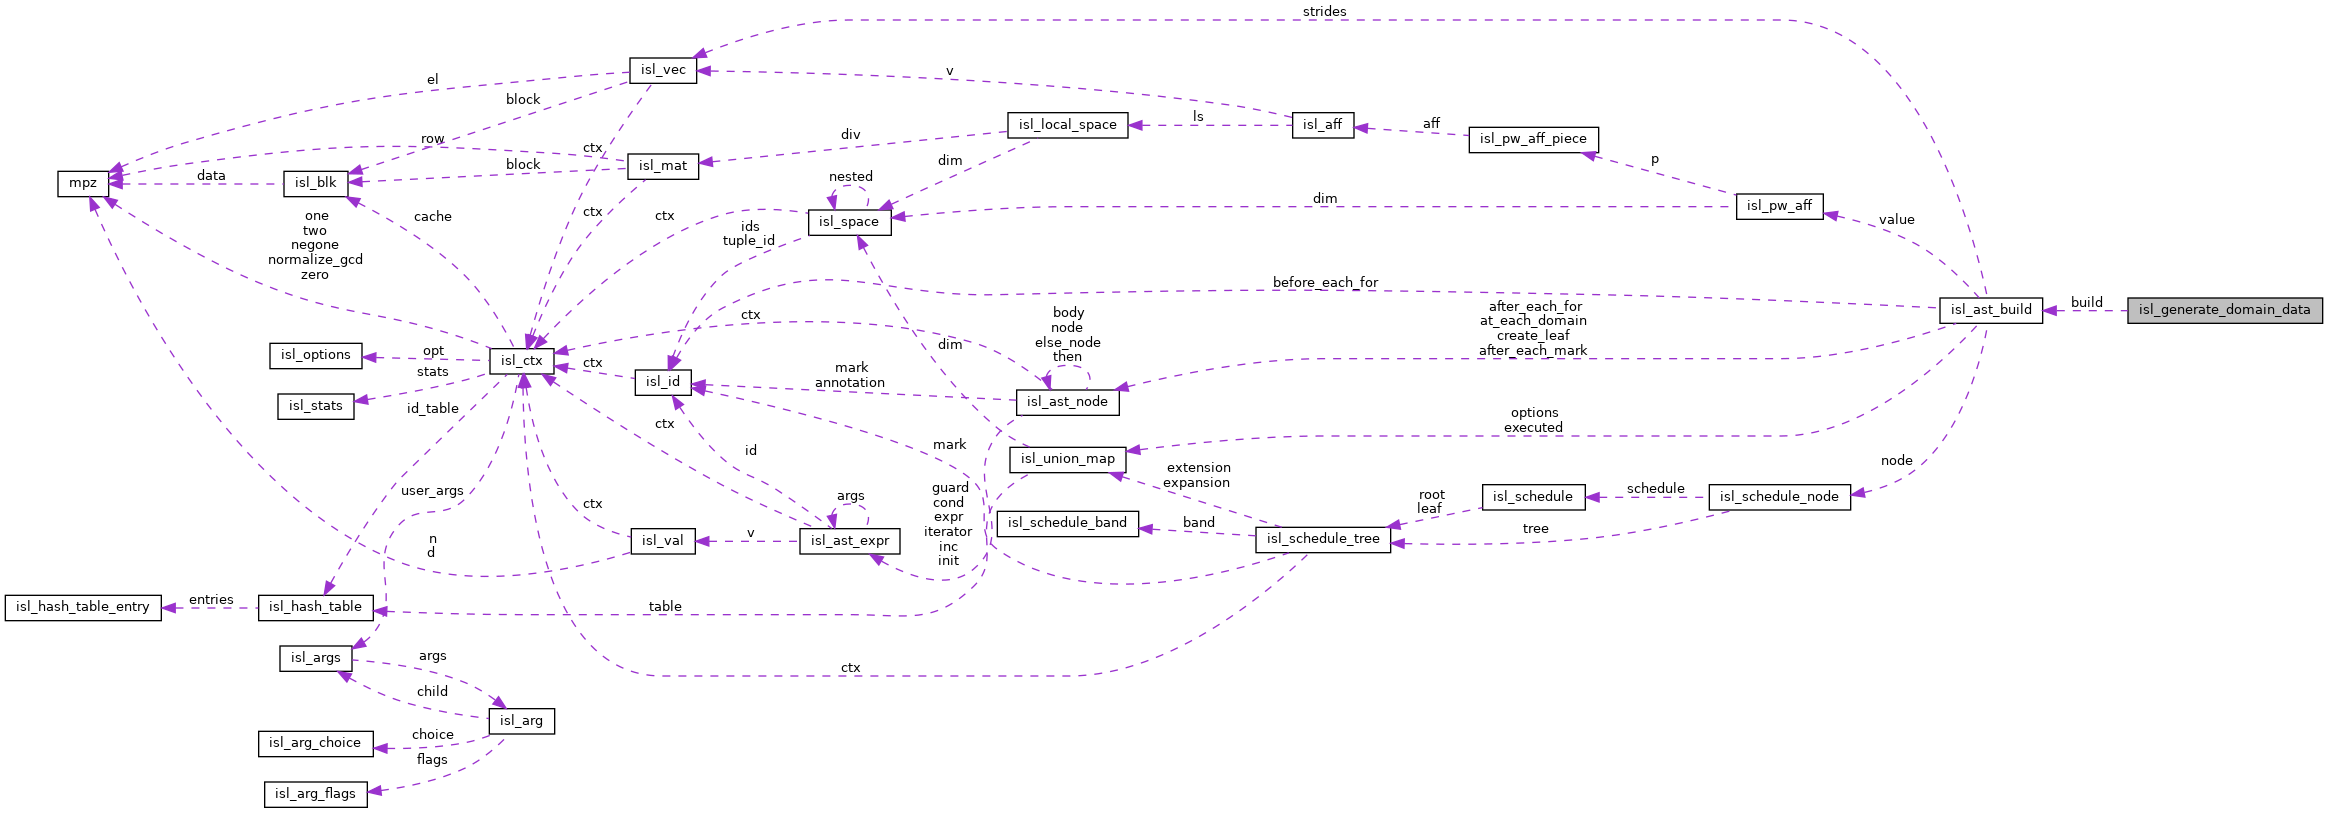 strides
isl_vec
el
v
block
isl_local_space
ls
isl_aff
aff
isl_pw_aff_piece
div
row
ctx
isl_mat
block
dim
p
mpz
data
isl_blk
nested
one
two
negone
normalize_gcd
zero
cache
ctx
ctx
ids
tuple_id
isl_space
dim
isl_pw_aff
value
before_each_for
after_each_for
at_each_domain
create_leaf
after_each_mark
isl_ast_build
build
isl_generate_domain_data
ctx
body
node
else_node
then
dim
isl_options
opt
isl_ctx
ctx
stats
isl_stats
id_table
isl_id
mark
annotation
isl_ast_node
options
executed
ctx
id
mark
isl_union_map
extension
expansion
node
user_args
ctx
args
guard
cond
expr
iterator
inc
init
isl_schedule_band
band
root
leaf
isl_schedule
schedule
isl_schedule_node
tree
isl_schedule_tree
n
d
isl_val
v
isl_ast_expr
isl_hash_table_entry
entries
isl_hash_table
table
isl_args
args
ctx
child
isl_arg
isl_arg_choice
choice
flags
isl_arg_flags